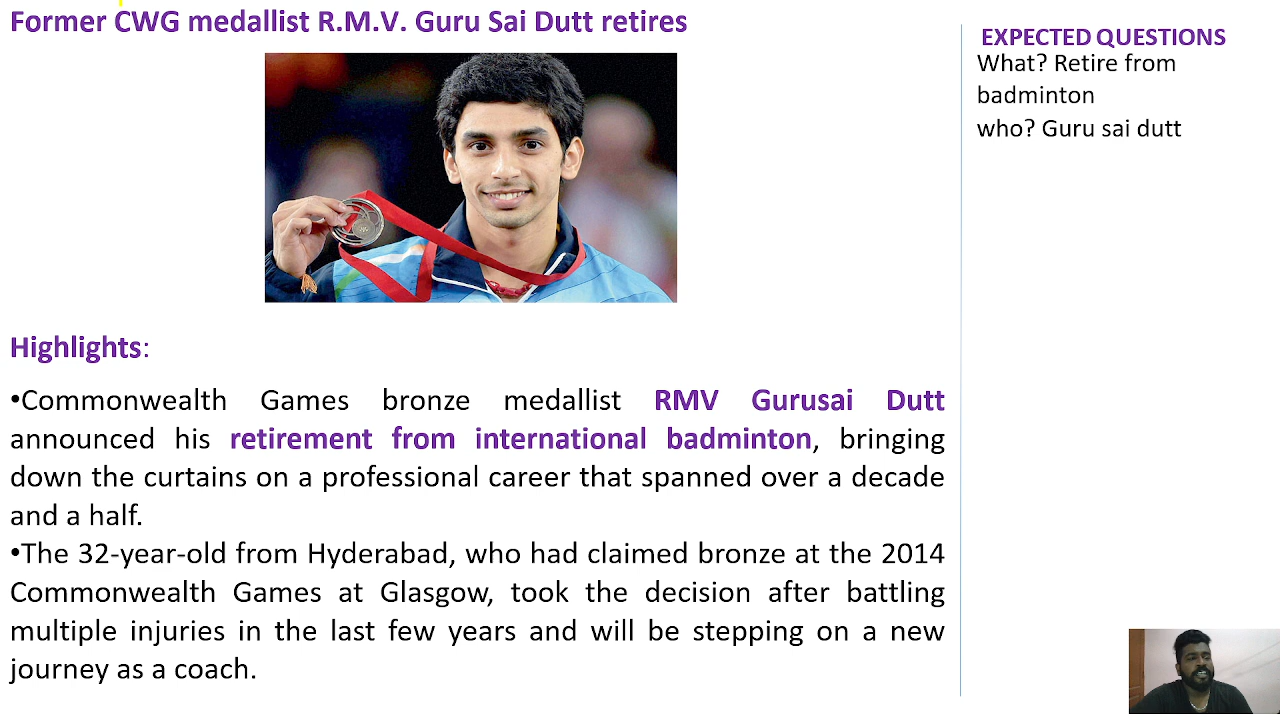 Former CWG medallist R.M.V. Guru Sai Dutt retires
Highlights:
•Commonwealth Games bronze medallist RMV Gurusai Dutt
announced his retirement from international badminton, bringing
down the curtains on a professional career that spanned over a decade
and a half.
•The 32-year-old from Hyderabad, who had claimed bronze at the 2014
Commonwealth Games at Glasgow, took the decision after battling
multiple injuries in the last few years and will be stepping on a new
journey as a coach.
EXPECTED QUESTIONS
What? Retire from
badminton
who? Guru sai dutt